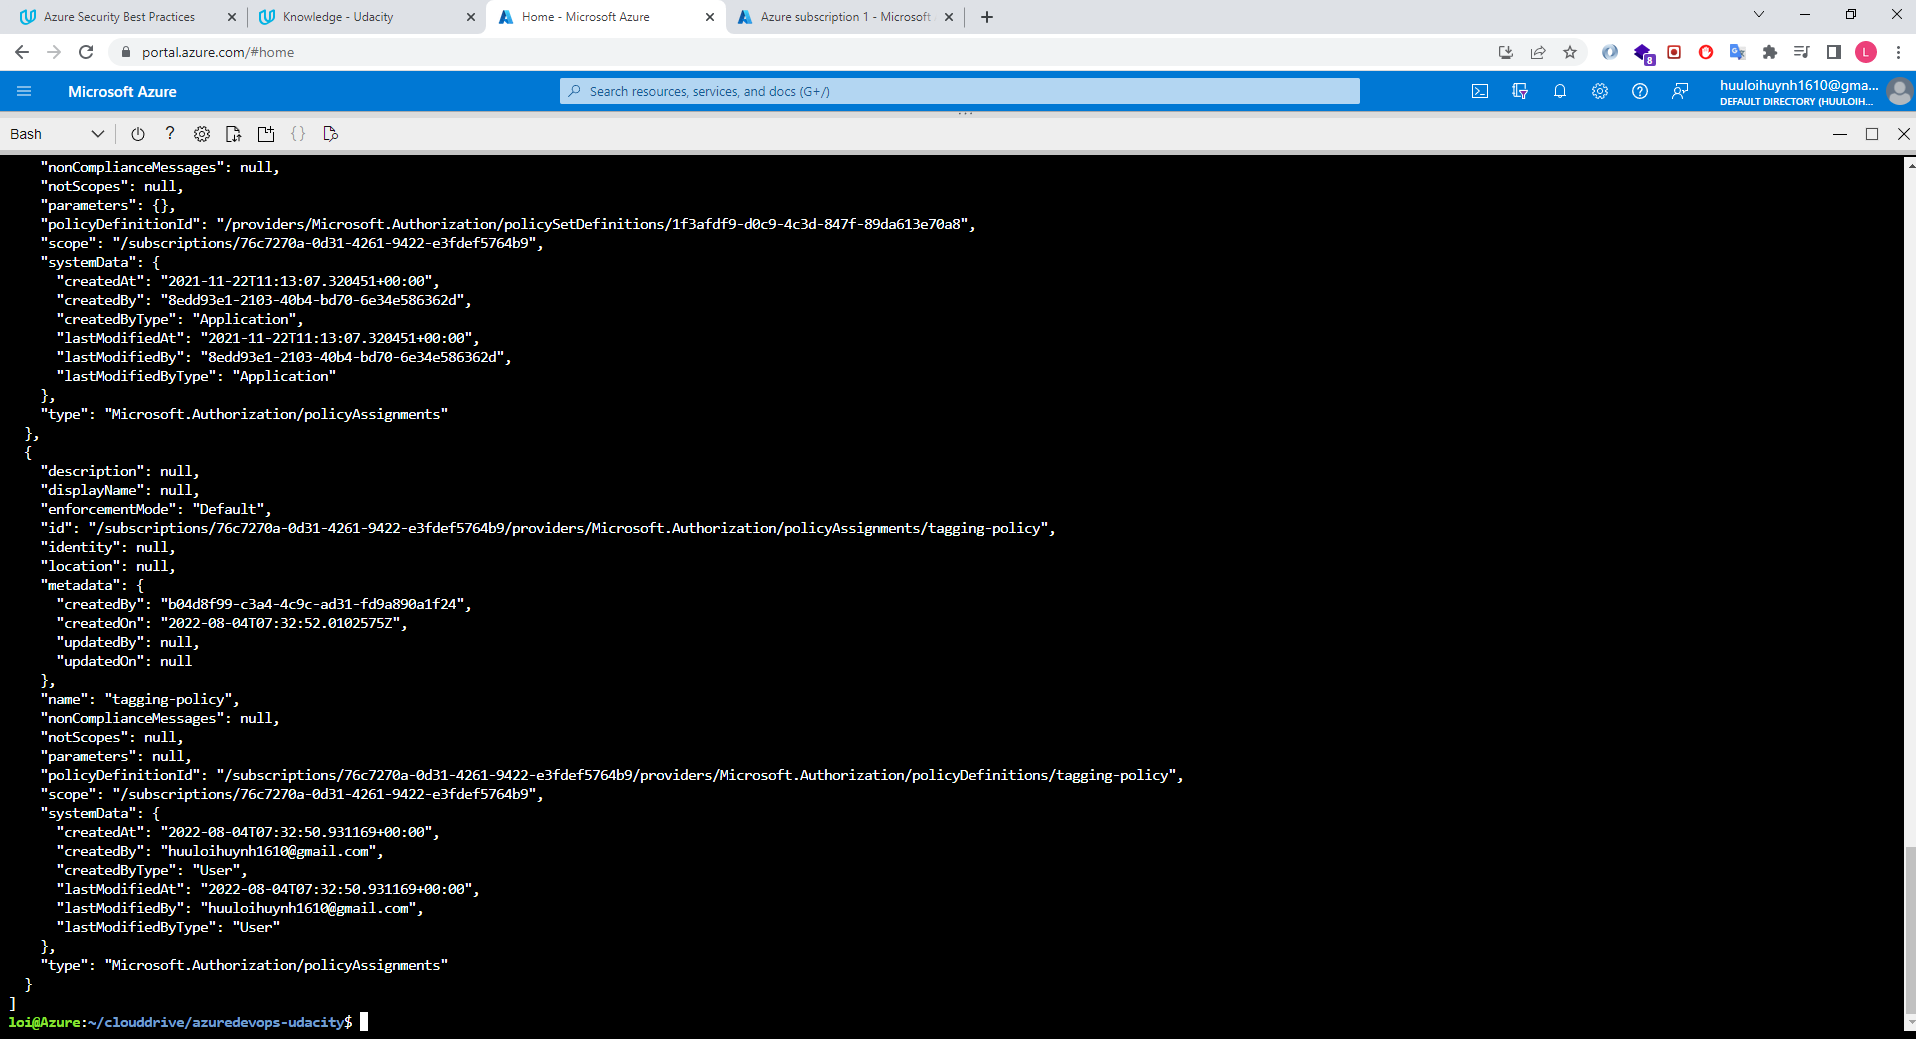 Azure Security Best Practices
Knowledge - Udacity
Home - Microsoft Azure
Azure subscription 1 - Microsoft
portal.azure.com/#home
8
L
Microsoft Azure
Search resources, services, and docs (G+/)
huuloihuynh1610@gma...
DEFAULT DIRECTORY (HUULOIH...
Bash
"nonComplianceMessages": null,
"notScopes": null,
"parameters": {},
"policyDefinitionId": "/providers/Microsoft.Authorization/policySetDefinitions/1f3afdf9-d0c9-4c3d-847f-89da613e70a8",
"scope": "/subscriptions/76c7270a-0d31-4261-9422-e3fdef5764b9",
"systemData": {
"createdAt": "2021-11-22T11:13:07.320451+00:00",
"createdBy": "8edd93e1-2103-40b4-bd70-6e34e586362d",
"createdByType": "Application",
"lastModifiedAt": "2021-11-22T11:13:07.320451+00:00",
"lastModifiedBy": "8edd93e1-2103-40b4-bd70-6e34e586362d",
"lastModifiedByType": "Application"
},
"type": "Microsoft.Authorization/policyAssignments"
},
{
"description": null,
"displayName": null,
"enforcementMode": "Default",
"id": "/subscriptions/76c7270a-0d31-4261-9422-e3fdef5764b9/providers/Microsoft.Authorization/policyAssignments/tagging-policy",
"identity": null,
"location": null,
"metadata": {
"createdBy": "b04d8f99-c3a4-4c9c-ad31-fd9a890a1f24",
"createdOn": "2022-08-04T07:32:52.0102575Z",
"updatedBy": null,
"updatedOn": null
},
"name": "tagging-policy",
"nonComplianceMessages": null,
"notScopes": null,
"parameters": null,
"policyDefinitionId": "/subscriptions/76c7270a-0d31-4261-9422-e3fdef5764b9/providers/Microsoft.Authorization/policyDefinitions/tagging-policy",
"scope": "/subscriptions/76c7270a-0d31-4261-9422-e3fdef5764b9",
"systemData": {
"createdAt": "2022-08-04T07:32:50.931169+00:00",
"createdBy": "huuloihuynh1610@gmail.com",
"createdByType": "User",
"lastModifiedAt": "2022-08-04T07:32:50.931169+00:00",
"lastModifiedBy": "huuloihuynh1610@gmail.com",
"lastModifiedByType": "User"
},
"type": "Microsoft.Authorization/policyAssignments"
}
]
loi@Azure:~/clouddrive/azuredevops-udacity$